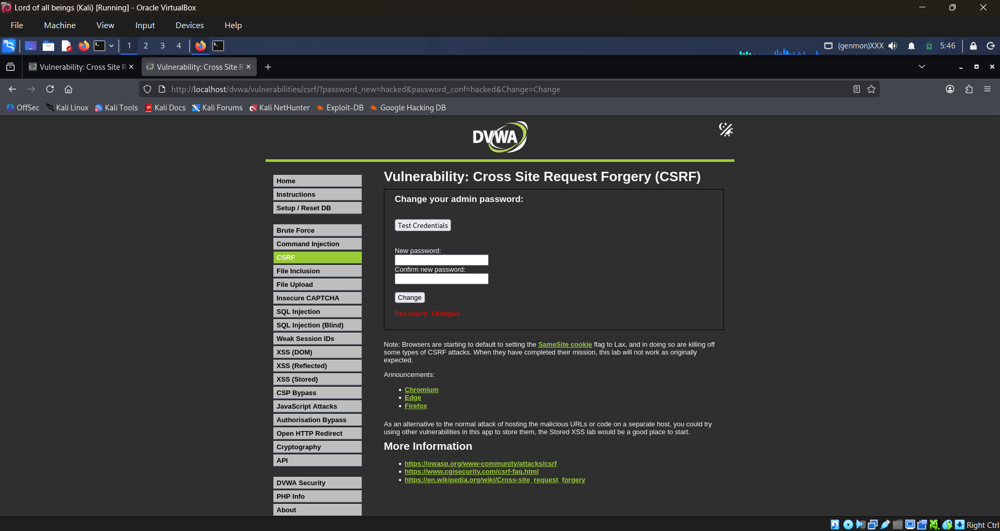 Lord of all beings (Kali) [Running] - Oracle VirtualBox
File Machine View Input Devices Help
1 2 3 4 (genmon)XXX 5:46
Vulnerability: Cross Site R Vulnerability: Cross Site R
http://localhost/dvwa/vulnerabilities/csrf/?password_new=hacked&password_conf=hacked&Change=Change
OffSec Kali Linux Kali Tools Kali Docs Kali Forums Kali NetHunter Exploit-DB Google Hacking DB
DVWA
Home
Instructions
Setup / Reset DB
Brute Force
Command Injection
CSRF
File Inclusion
File Upload
Insecure CAPTCHA
SQL Injection
SQL Injection (Blind)
Weak Session IDs
XSS (DOM)
XSS (Reflected)
XSS (Stored)
CSP Bypass
JavaScript Attacks
Authorisation Bypass
Open HTTP Redirect
Cryptography
API
DVWA Security
PHP Info
About
Vulnerability: Cross Site Request Forgery (CSRF)
Change your admin password:
Test Credentials
New password:
Confirm new password:
Change
Password Changed.
Note: Browsers are starting to default to setting the SameSite cookie flag to Lax, and in doing so are killing off
some types of CSRF attacks. When they have completed their mission, this lab will not work as originally
expected.
Announcements:
Chromium
Edge
Firefox
As an alternative to the normal attack of hosting the malicious URLs or code on a separate host, you could try
using other vulnerabilities in this app to store them, the Stored XSS lab would be a good place to start.
More Information
https://owasp.org/www-community/attacks/csrf
https://www.cgisecurity.com/csrf-faq.html
https://en.wikipedia.org/wiki/Cross-site_request_forgery
Right Ctrl